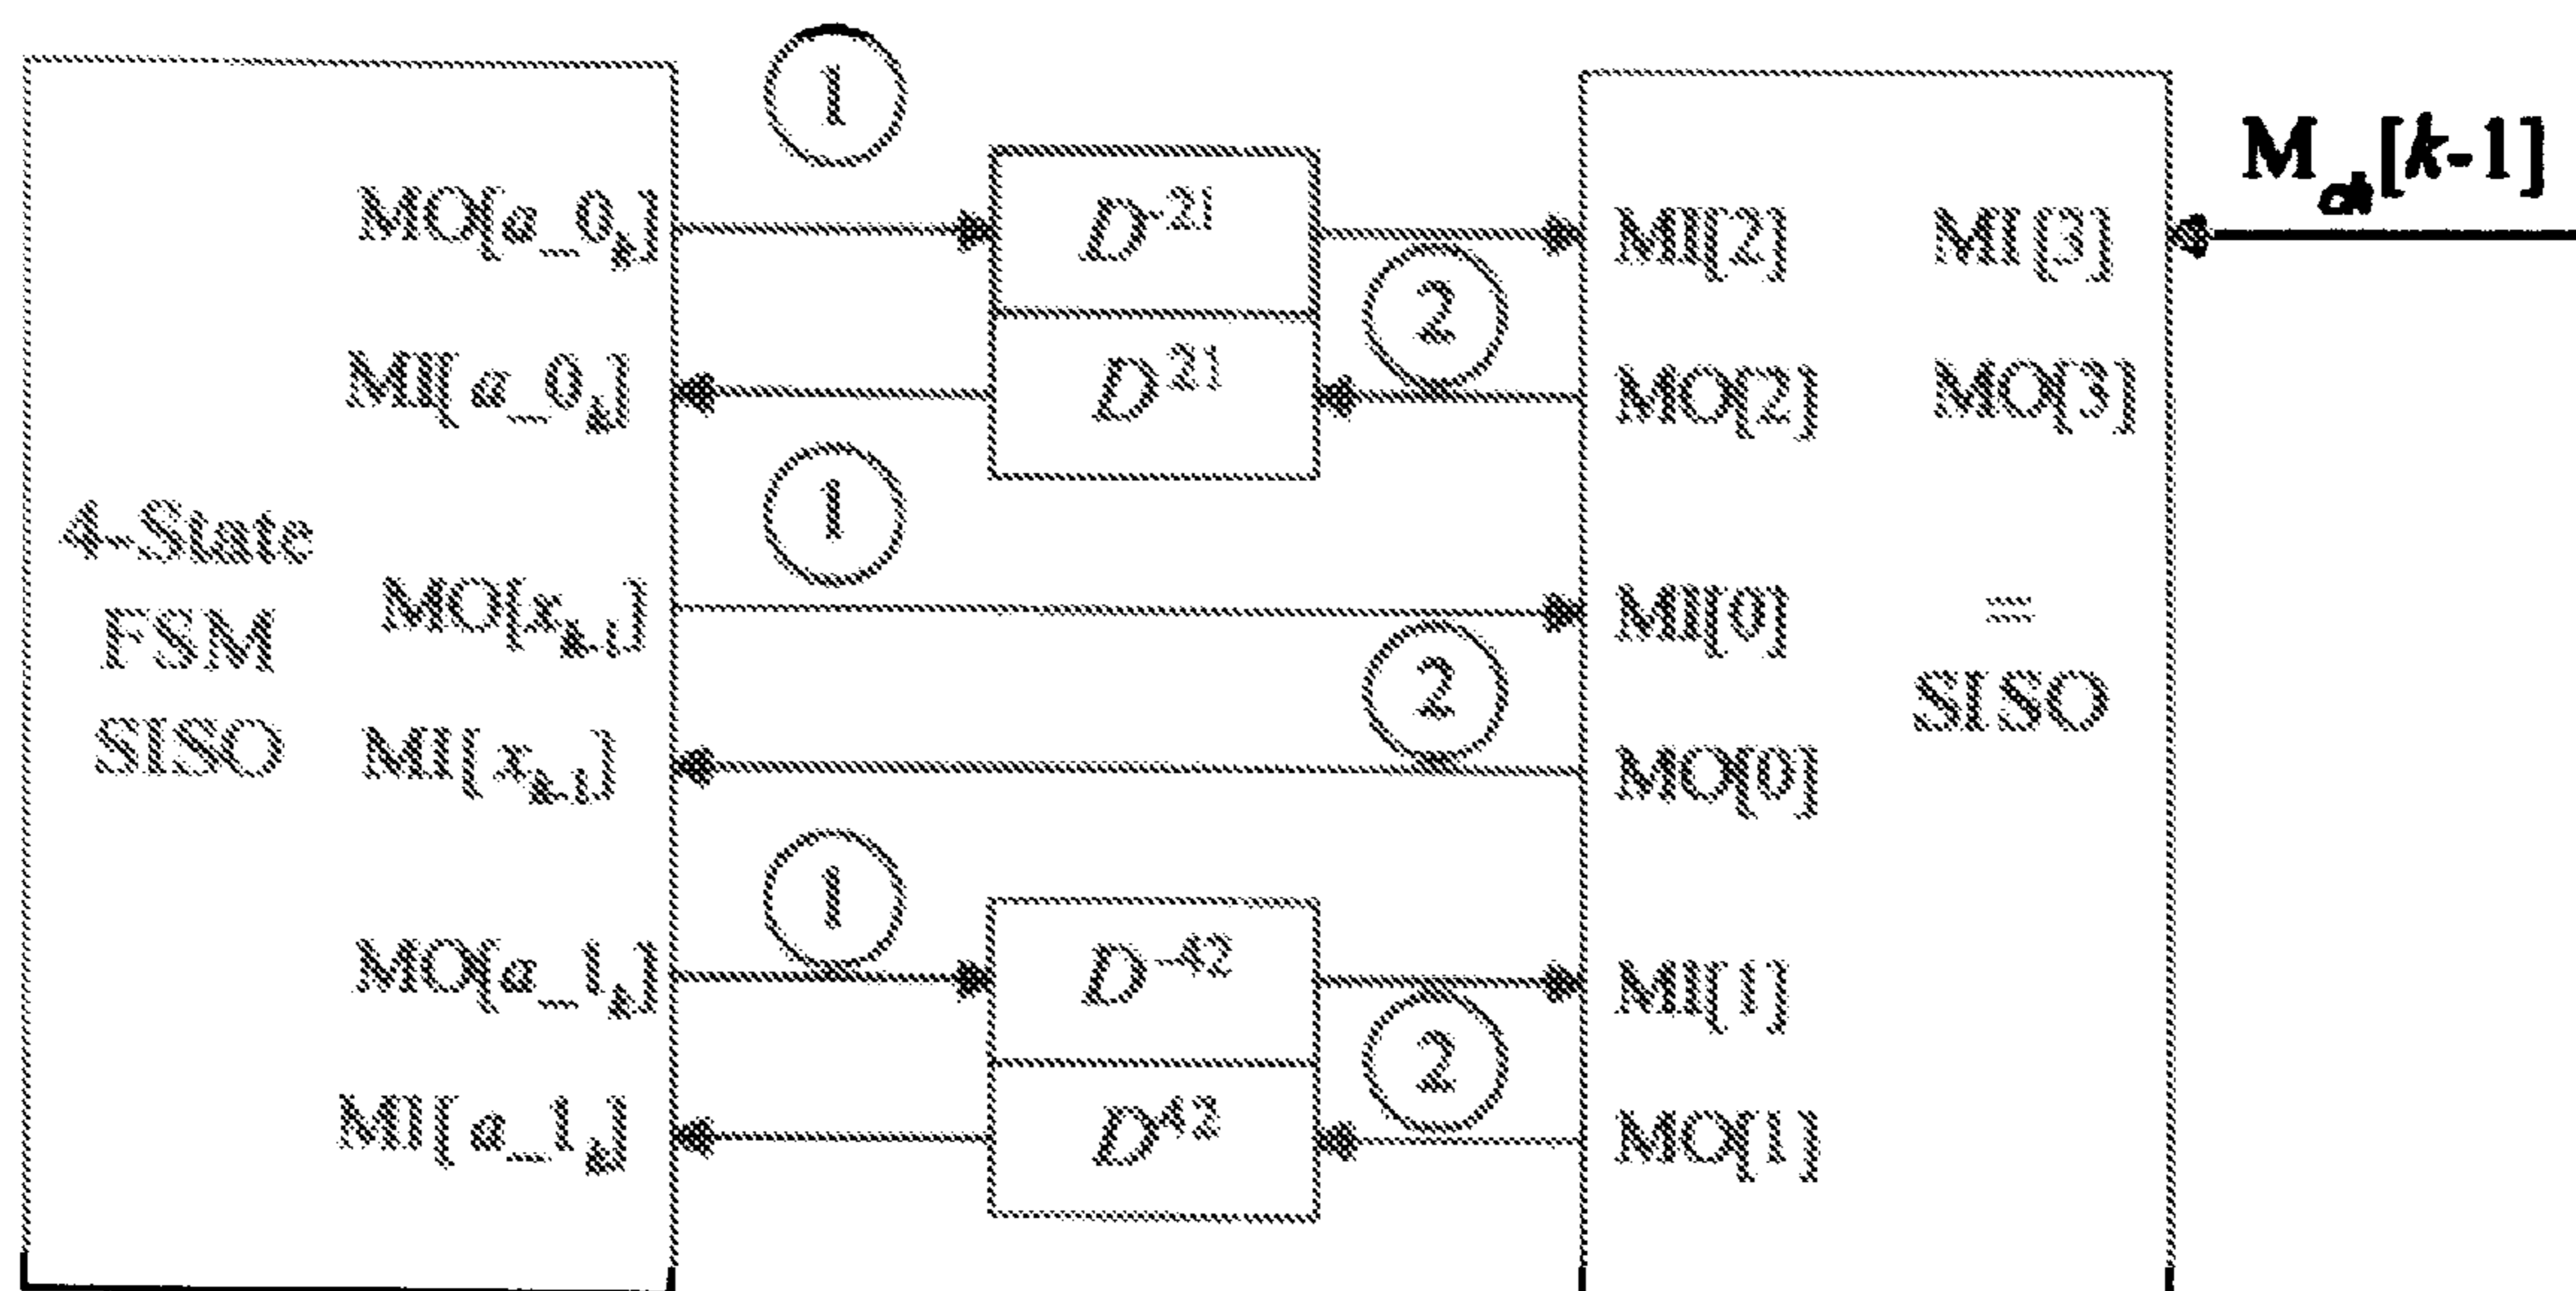 1
M_ch[k-1]
MO[a_0_k] D^-21 MI[2] MI[3]
2
MI[a_0_k] D^21 MO[2] MO[3]
1
4-State
FSM
SISO
MO[x_k-1] MI[0] =
SISO
2
MI[x_k-1] MO[0]
1
MO[a_1_k] D^-42 MI[1]
2
MI[a_1_k] D^42 MO[1]